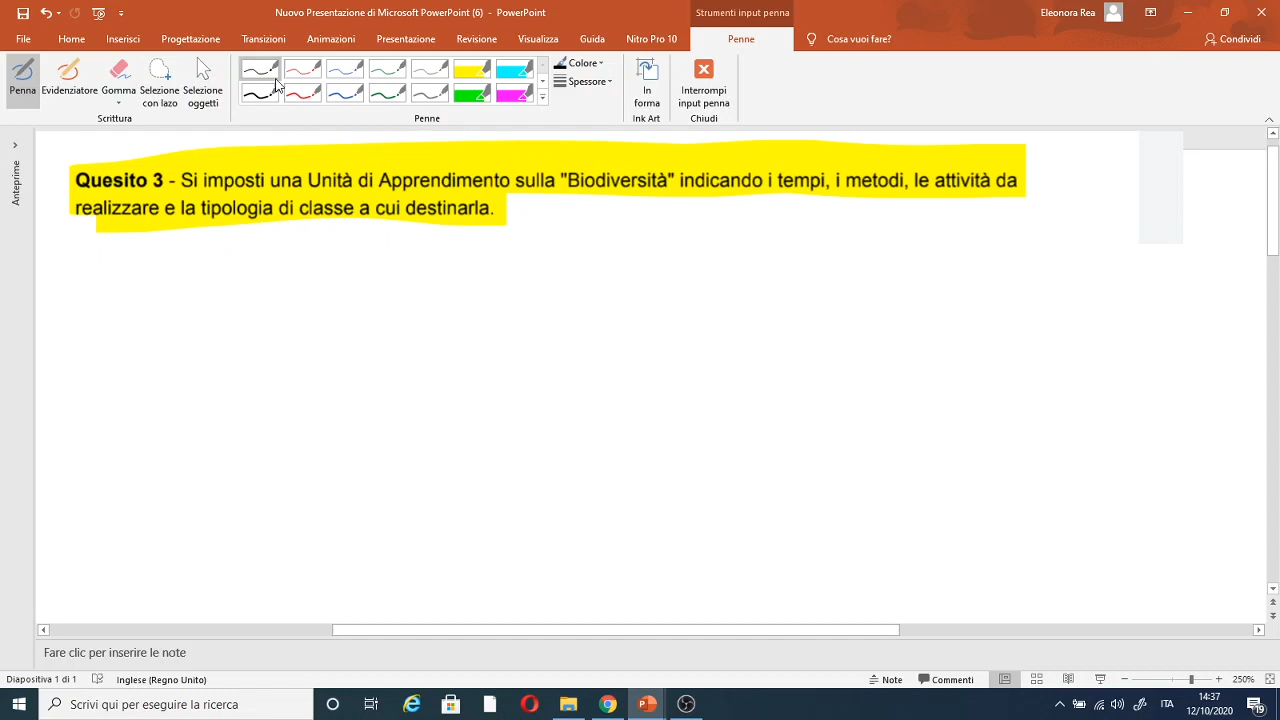 Nuovo Presentazione di Microsoft PowerPoint (6) - PowerPoint
Strumenti input penna
Eleonora Rea
File Home Inserisci Progettazione Transizioni Animazioni Presentazione Revisione Visualizza Guida Nitro Pro 10 Penne Cosa vuoi fare? Condividi
Penna Evidenziatore Gomma Selezione con lazo Selezione oggetti
Colore
Spessore
In forma
Interrompi input penna
Scrittura Penne Ink Art Chiudi
Anteprime
Quesito 3 - Si imposti una Unità di Apprendimento sulla "Biodiversità" indicando i tempi, i metodi, le attività da
realizzare e la tipologia di classe a cui destinarla.
Fare clic per inserire le note
Diapositiva 1 di 1 Inglese (Regno Unito) Note Commenti 250%
Scrivi qui per eseguire la ricerca
ITA
14:37
12/10/2020
19